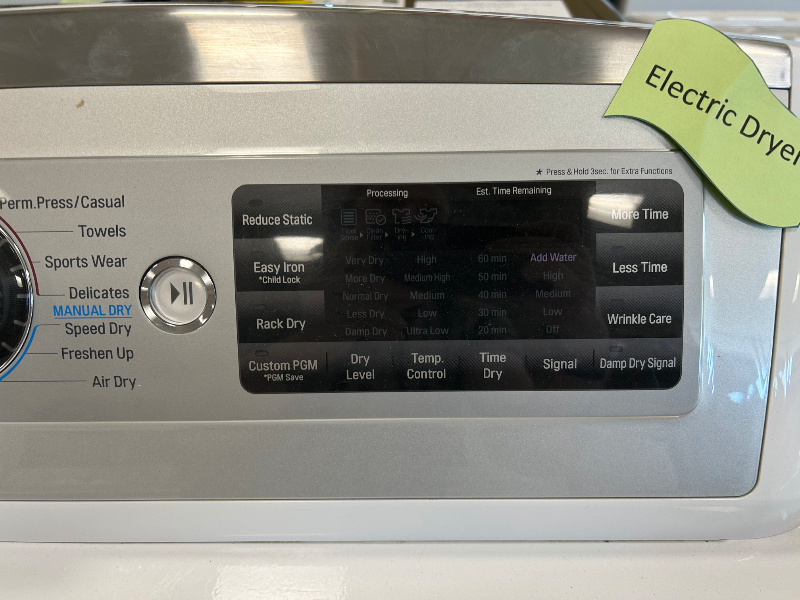 Electric Dryer
★ Press & Hold 3sec. for Extra Functions
Perm.Press/Casual
Towels
Sports Wear
Delicates
MANUAL DRY
Speed Dry
Freshen Up
Air Dry
Processing
Est. Time Remaining
Reduce Static
Easy Iron
*Child Lock
Rack Dry
Custom PGM
*PGM Save
Very Dry High 60 min Add Water
More Dry Medium High 50 min High
Normal Dry Medium 40 min Medium
Less Dry Low 30 min Low
Damp Dry Ultra Low 20 min Off
Dry
Level
Temp.
Control
Time
Dry
Signal
More Time
Less Time
Wrinkle Care
Damp Dry Signal